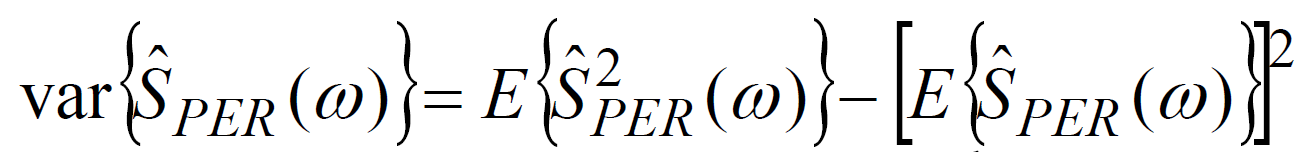 var{Ŝ_PER(ω)} = E{Ŝ²_PER(ω)} − [E{Ŝ_PER(ω)}]²